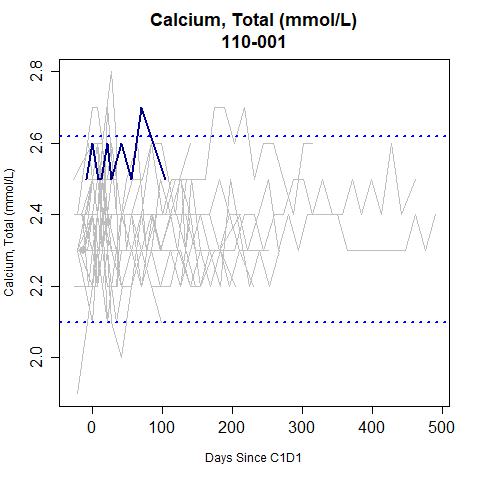 Calcium, Total (mmol/L)
110-001
Calcium, Total (mmol/L)
2.8
2.6
2.4
2.2
2.0
0 100 200 300 400 500
Days Since C1D1